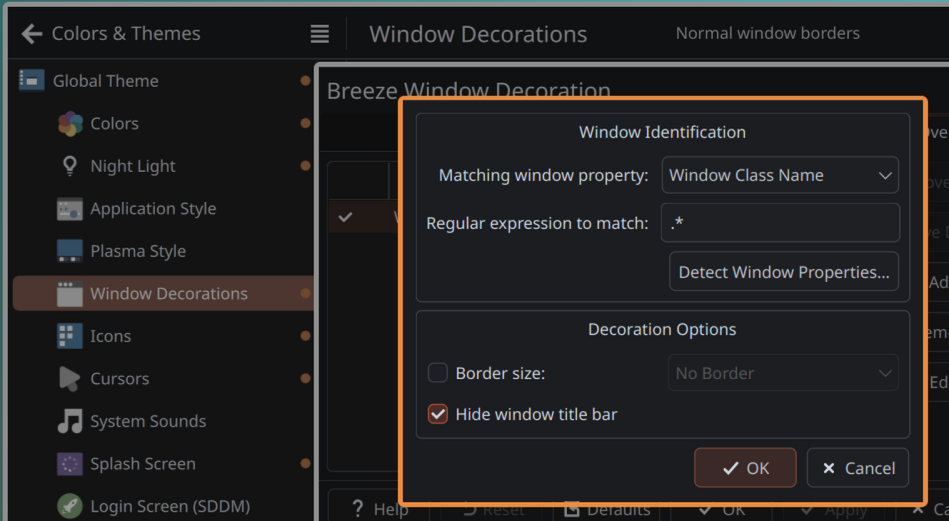 Colors & Themes
Window Decorations
Normal window borders
Global Theme
Colors
Night Light
Application Style
Plasma Style
Window Decorations
Icons
Cursors
System Sounds
Splash Screen
Login Screen (SDDM)
Breeze Window Decoration
Window Identification
Matching window property: Window Class Name
Regular expression to match: .*
Detect Window Properties...
Decoration Options
Border size: No Border
Hide window title bar
OK Cancel
? Help Reset Defaults OK Apply